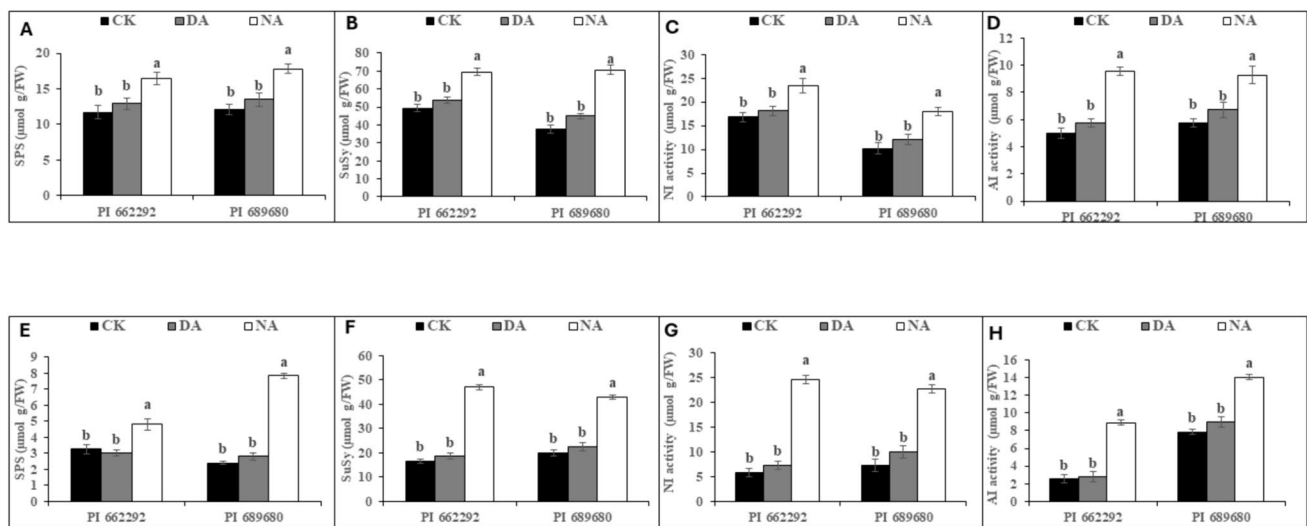 A
CK DA NA
SPS (µmol g/FW)
20
15
10
5
0
b b a
b b a
PI 662292 PI 689680
B
CK DA NA
SuSy (µmol g/FW)
80
70
60
50
40
30
20
10
0
b b a
b b a
PI 662292 PI 689680
C
CK DA NA
NI activity (µmol g/FW)
30
25
20
15
10
5
0
b b a
b b a
PI 662292 PI 689680
D
CK DA NA
AI activity (µmol g/FW)
12
10
8
6
4
2
0
b b a
b b a
PI 662292 PI 689680
E
CK DA NA
SPS (µmol g/FW)
9
8
7
6
5
4
3
2
1
0
b b a
b b a
PI 662292 PI 689680
F
CK DA NA
SuSy (µmol g/FW)
60
50
40
30
20
10
0
b b a
b b a
PI 662292 PI 689680
G
CK DA NA
NI activity (µmol g/FW)
30
25
20
15
10
5
0
b b a
b b a
PI 662292 PI 689680
H
CK DA NA
AI activity (µmol g/FW)
16
14
12
10
8
6
4
2
0
b b a
b b a
PI 662292 PI 689680